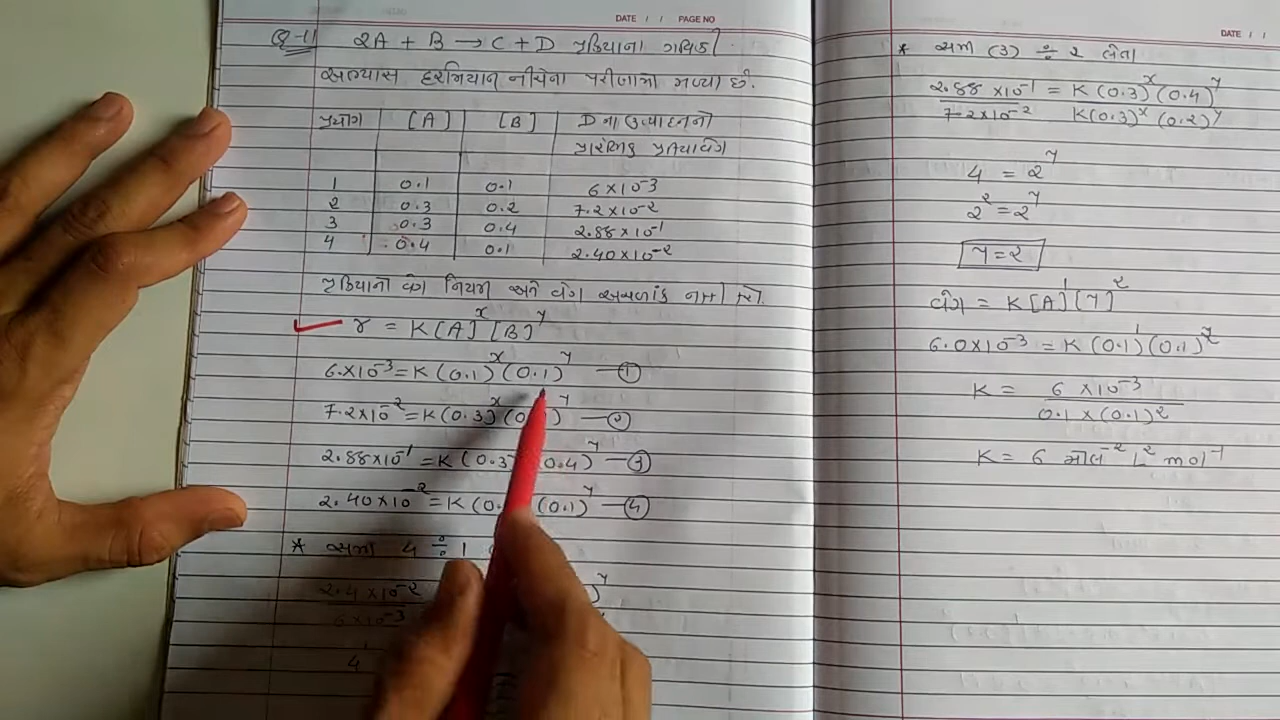 DATE / / PAGE NO
Q-11 2A + B → C + D પ્રક્રિયાના ગતિકી
અભ્યાસ દરમિયાન નીચેના પરીણામો મળ્યા છે.
પ્રયોગ [A] [B] D ના ઉત્પાદનનો
પ્રારંભિક પ્રક્રિયાવેગ
1 0.1 0.1 6×10⁻³
2 0.3 0.2 7.2×10⁻²
3 0.3 0.4 2.88×10⁻¹
4 0.4 0.1 2.40×10⁻²
પ્રક્રિયાનો વેગ નિયમ અને વેગ અચળાંક
r = K[A]ˣ[B]ʸ
6×10⁻³ = K(0.1)ˣ(0.1)ʸ —①
7.2×10⁻² = K(0.3)ˣ(0. )ʸ —②
2.88×10⁻¹ = K(0.3 (0.4)ʸ —③
2.40×10⁻² = K(0. (0.1)ʸ —④
* સમી 4 ÷ 1
2.4×10⁻² )ʸ
6×10⁻³
4
DATE / /
* સમી (3) ÷ 2 લેતા
2.88×10⁻¹ = K(0.3)ˣ(0.4)ʸ
7.2×10⁻² K(0.3)ˣ(0.2)ʸ
4 = 2ʸ
2² = 2ʸ
Y = 2
વેગ = K[A]¹[Y]²
6.0×10⁻³ = K(0.1)¹(0.1)²
K = 6×10⁻³
0.1×(0.1)²
K = 6 મોલ⁻² L² mol⁻¹